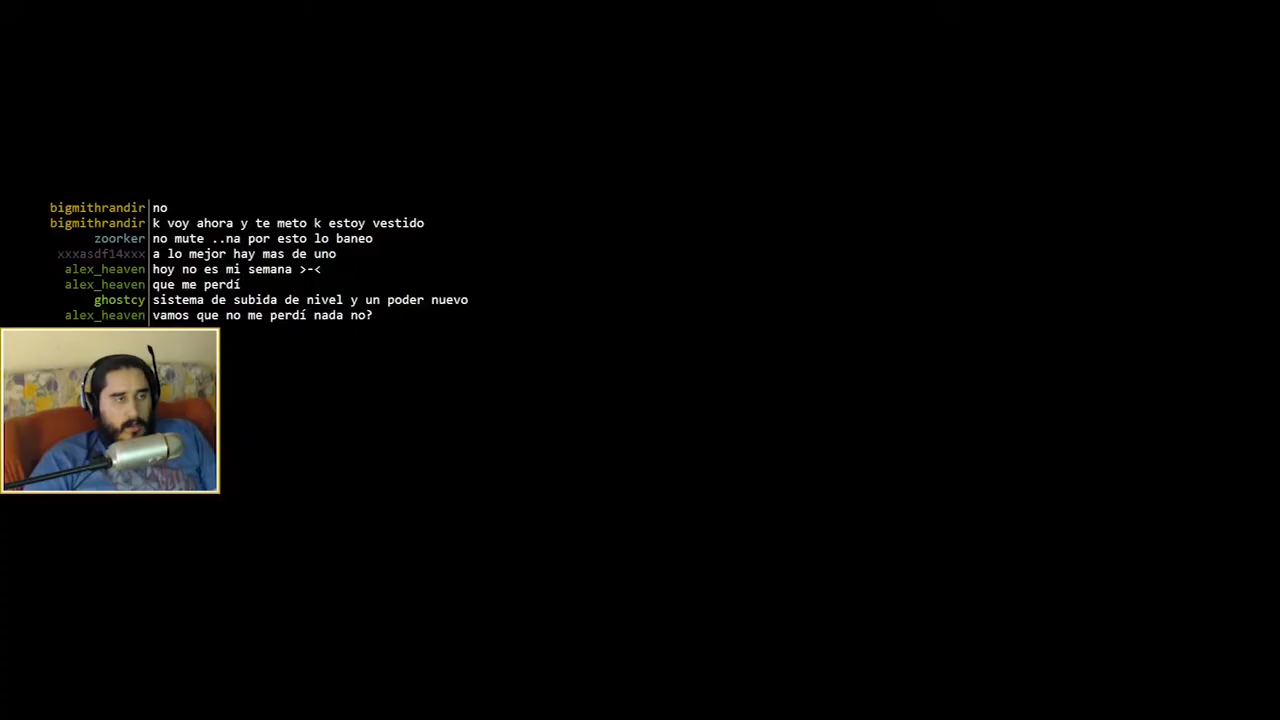 bigmithrandir no
bigmithrandir k voy ahora y te meto k estoy vestido
zoorker no mute ..na por esto lo baneo
xxxasdf14xxx a lo mejor hay mas de uno
alex_heaven hoy no es mi semana >-<
alex_heaven que me perdí
ghostcy sistema de subida de nivel y un poder nuevo
alex_heaven vamos que no me perdí nada no?